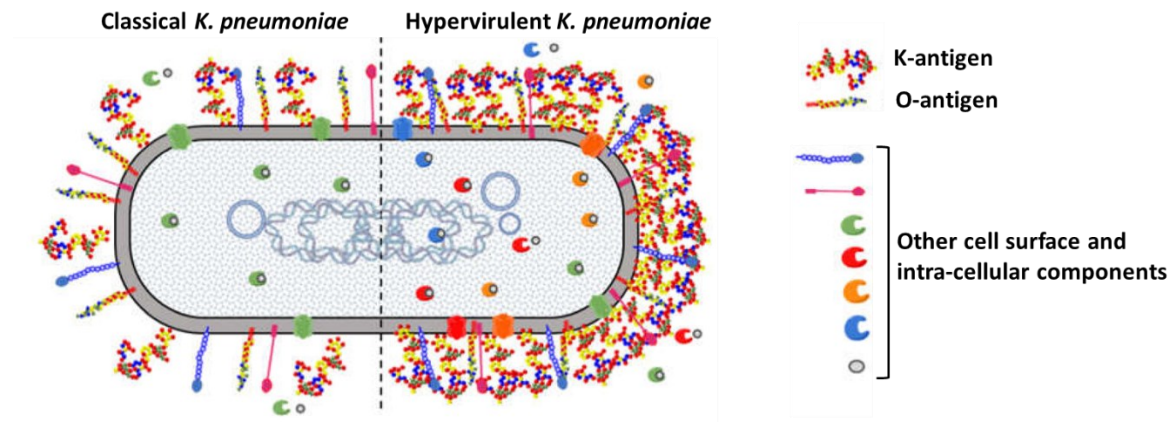 Classical K. pneumoniae
Hypervirulent K. pneumoniae
K-antigen
O-antigen
Other cell surface and
intra-cellular components